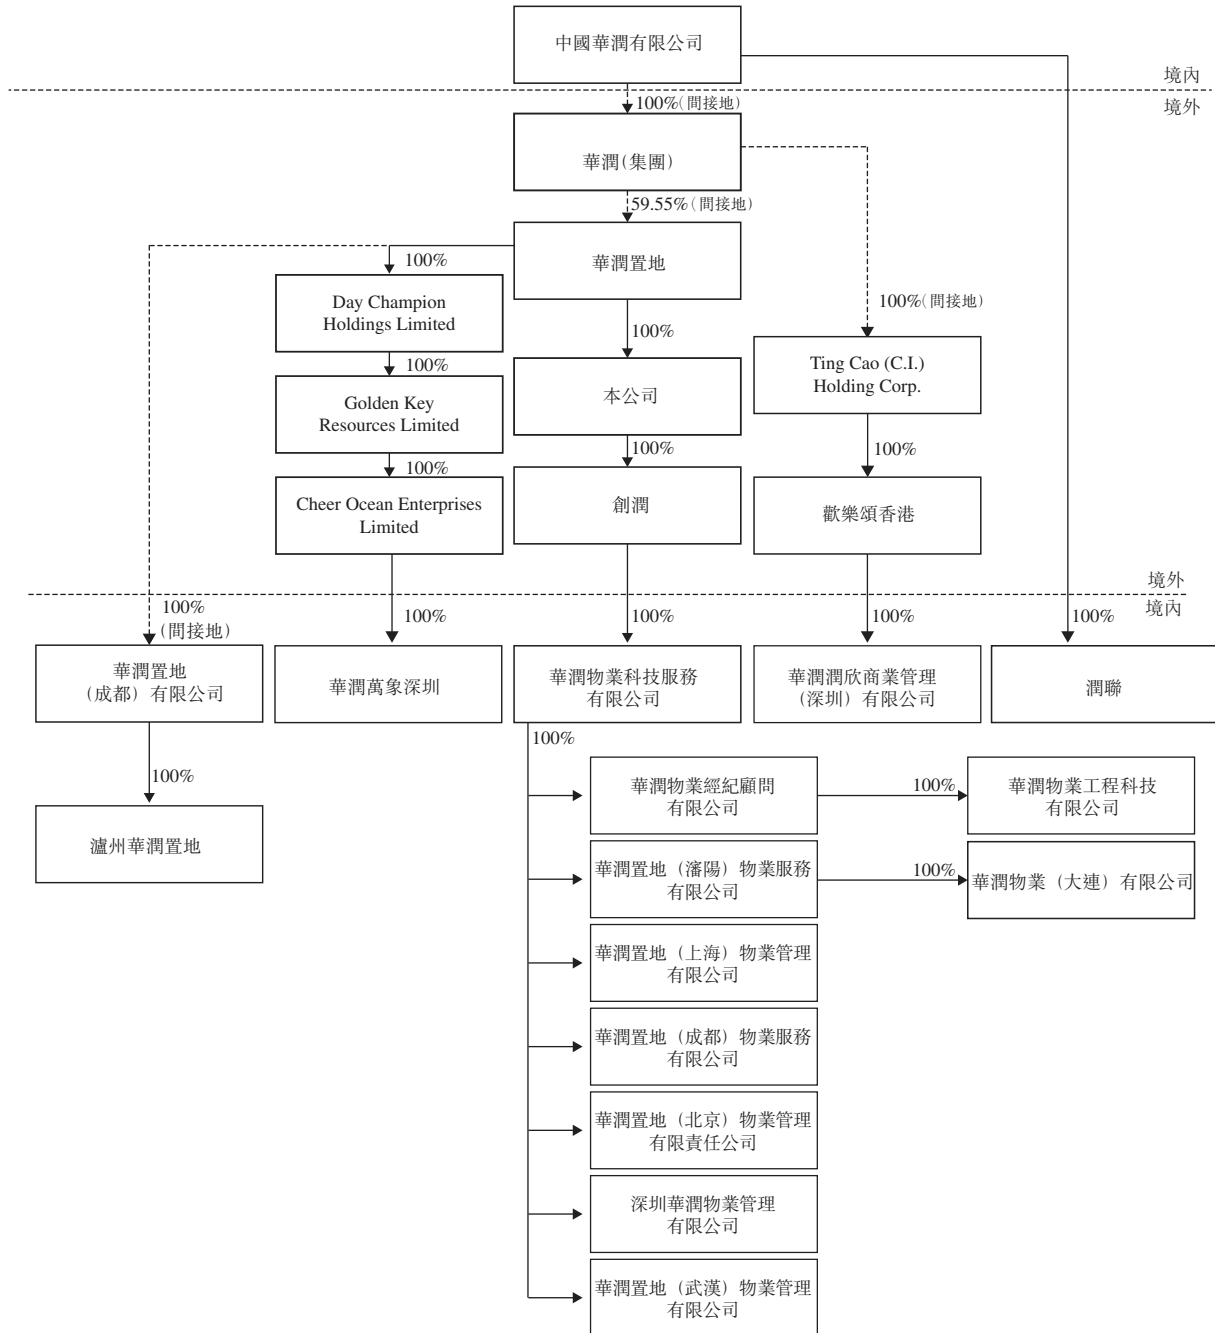 中國華潤有限公司
境內
境外
100%(間接地)
華潤(集團)
59.55%(間接地)
華潤置地
100%
Day Champion
Holdings Limited
100%(間接地)
100%
Ting Cao (C.I.)
Holding Corp.
100%
Golden Key
Resources Limited
本公司
100%
100%
100%
Cheer Ocean Enterprises
Limited
創潤
歡樂頌香港
境外
境內
100%
(間接地)
100%
100%
100%
100%
華潤置地
(成都)有限公司
華潤萬象深圳
華潤物業科技服務
有限公司
華潤潤欣商業管理
(深圳)有限公司
潤聯
100%
100%
瀘州華潤置地
華潤物業經紀顧問
有限公司
100%
華潤物業工程科技
有限公司
華潤置地(瀋陽)物業服務
有限公司
100%
華潤物業(大連)有限公司
華潤置地(上海)物業管理
有限公司
華潤置地(成都)物業服務
有限公司
華潤置地(北京)物業管理
有限責任公司
深圳華潤物業管理
有限公司
華潤置地(武漢)物業管理
有限公司